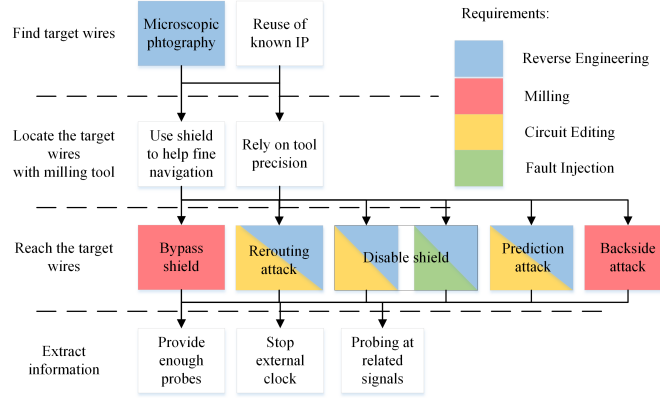 Requirements:
Reverse Engineering
Milling
Circuit Editing
Fault Injection
Find target wires
Microscopic
phtography
Reuse of
known IP
Locate the target
wires
with milling tool
Use shield
to help fine
navigation
Rely on tool
precision
Reach the target
wires
Bypass
shield
Rerouting
attack
Disable shield
Prediction
attack
Backside
attack
Extract
information
Provide
enough
probes
Stop
external
clock
Probing at
related
signals